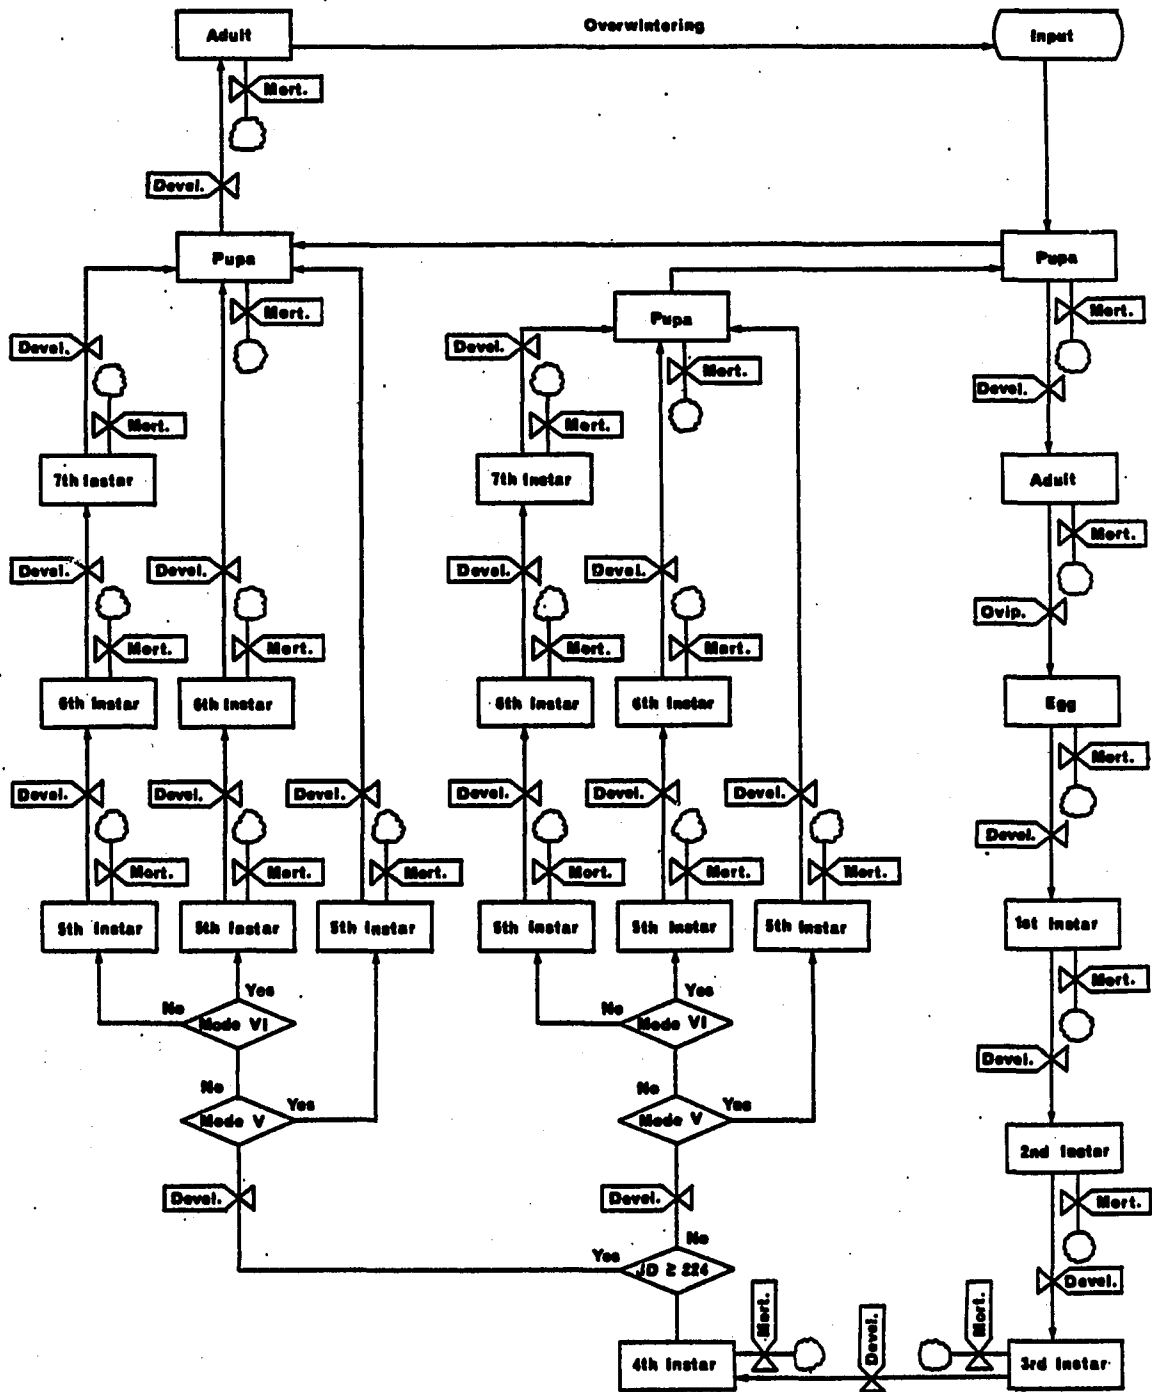 Overwintering
Adult
Input
Mort.
Devel.
Pupa
Pupa
Mort.
Mort.
Pupa
Devel.
Devel.
Mort.
Devel.
Mort.
Mort.
7th Instar
7th Instar
Adult
Mort.
Devel.
Devel.
Devel.
Devel.
Ovip.
Mort.
Mort.
Mort.
Mort.
6th Instar
6th Instar
6th Instar
6th Instar
Egg
Mort.
Devel.
Devel.
Devel.
Devel.
Devel.
Devel.
Devel.
Mort.
Mort.
Mort.
Mort.
Mort.
Mort.
5th Instar
5th Instar
5th Instar
5th Instar
5th Instar
5th Instar
1st Instar
Mort.
Yes
Yes
No
No
Mode VI
Mode VI
Devel.
No
No
Yes
Yes
Mode V
Mode V
2nd Instar
Devel.
Devel.
Mort.
No
Yes
JD ≥ 224
Devel.
Mort.
Mort.
Devel.
4th Instar
3rd Instar